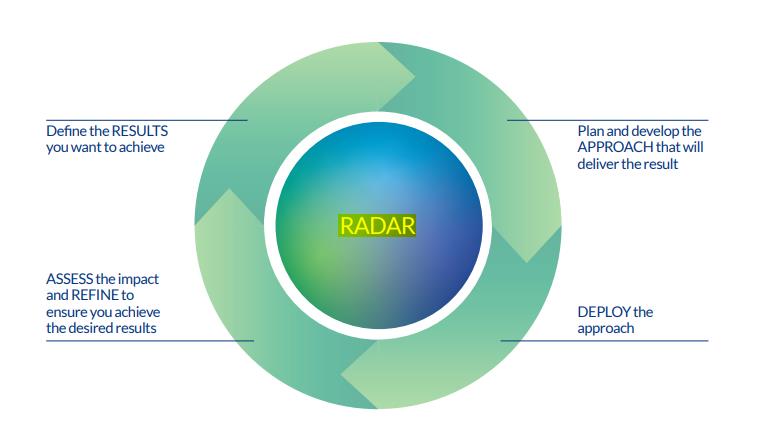 Define the RESULTS
you want to achieve
Plan and develop the
APPROACH that will
deliver the result
RADAR
ASSESS the impact
and REFINE to
ensure you achieve
the desired results
DEPLOY the
approach